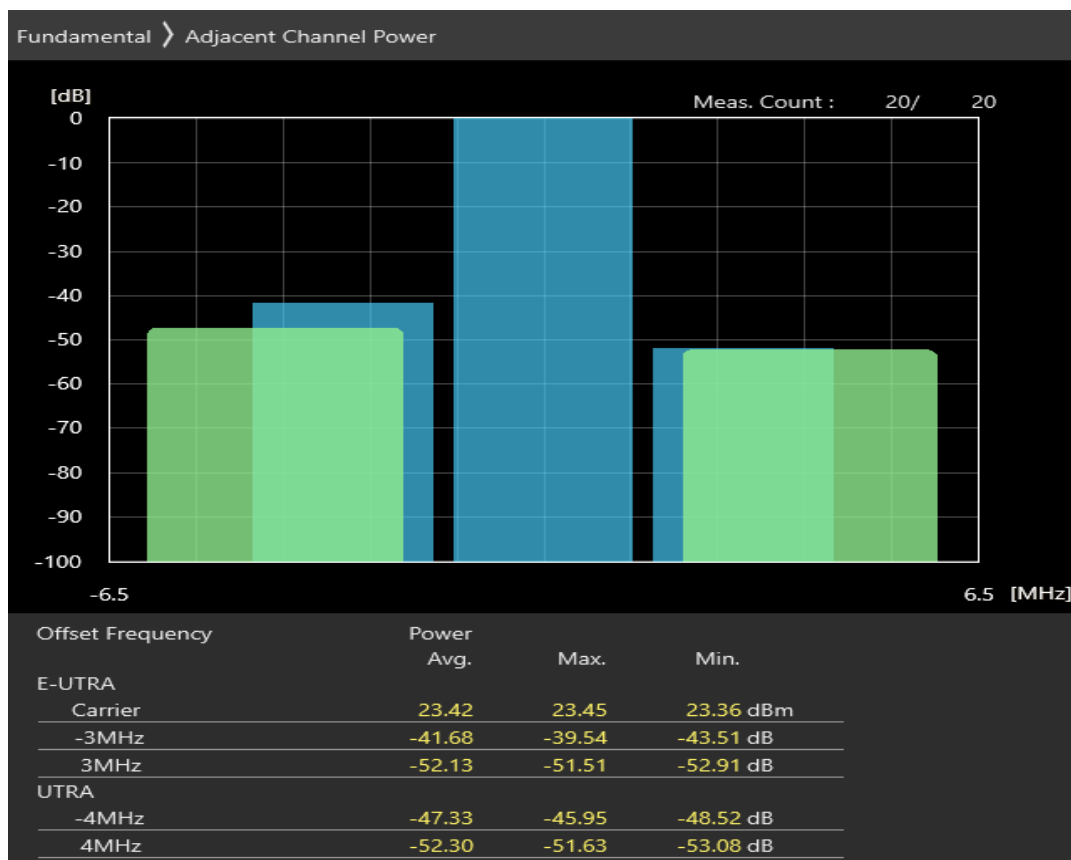 Fundamental 〉 Adjacent Channel Power
[dB]
Meas. Count : 20/ 20
0
-10
-20
-30
-40
-50
-60
-70
-80
-90
-100
-6.5 6.5 [MHz]
Offset Frequency Power
Avg. Max. Min.
E-UTRA
Carrier 23.42 23.45 23.36 dBm
-3MHz -41.68 -39.54 -43.51 dB
3MHz -52.13 -51.51 -52.91 dB
UTRA
-4MHz -47.33 -45.95 -48.52 dB
4MHz -52.30 -51.63 -53.08 dB